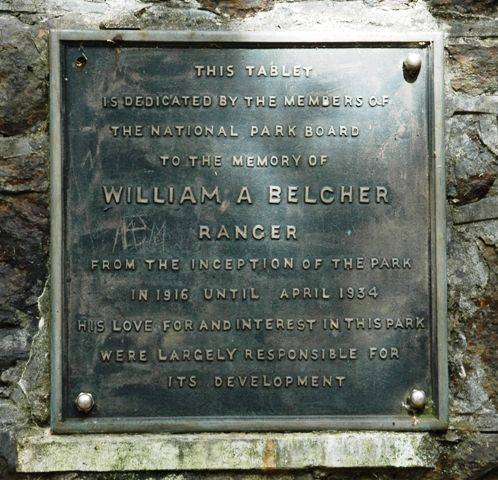 THIS TABLET
IS DEDICATED BY THE MEMBERS OF
THE NATIONAL PARK BOARD
TO THE MEMORY OF
WILLIAM A BELCHER
RANGER
FROM THE INCEPTION OF THE PARK
IN 1916 UNTIL APRIL 1934
HIS LOVE FOR AND INTEREST IN THIS PARK
WERE LARGELY RESPONSIBLE FOR
ITS DEVELOPMENT